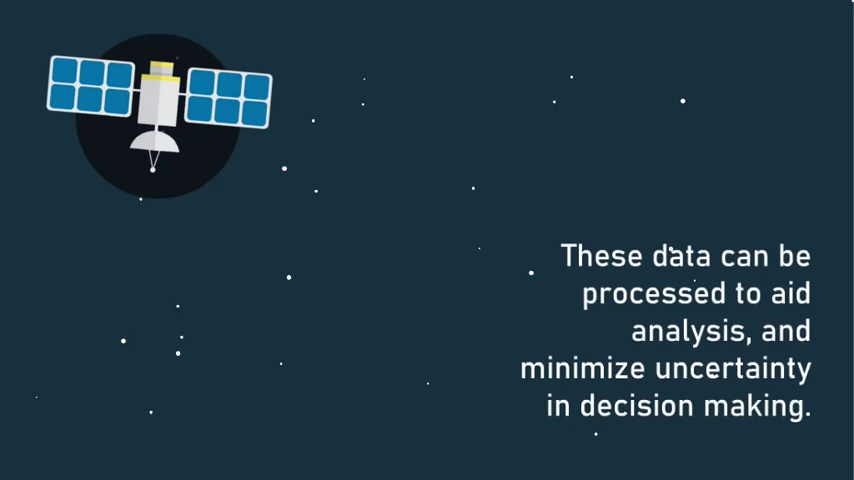 These data can be
processed to aid
analysis, and
minimize uncertainty
in decision making.